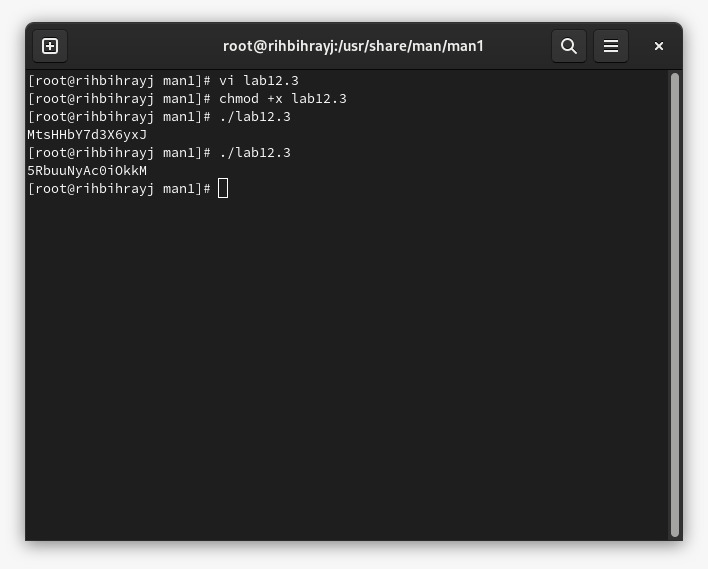 root@rihbihrayj:/usr/share/man/man1
[root@rihbihrayj man1]# vi lab12.3
[root@rihbihrayj man1]# chmod +x lab12.3
[root@rihbihrayj man1]# ./lab12.3
MtsHHbY7d3X6yxJ
[root@rihbihrayj man1]# ./lab12.3
5RbuuNyAc0iOkkM
[root@rihbihrayj man1]#